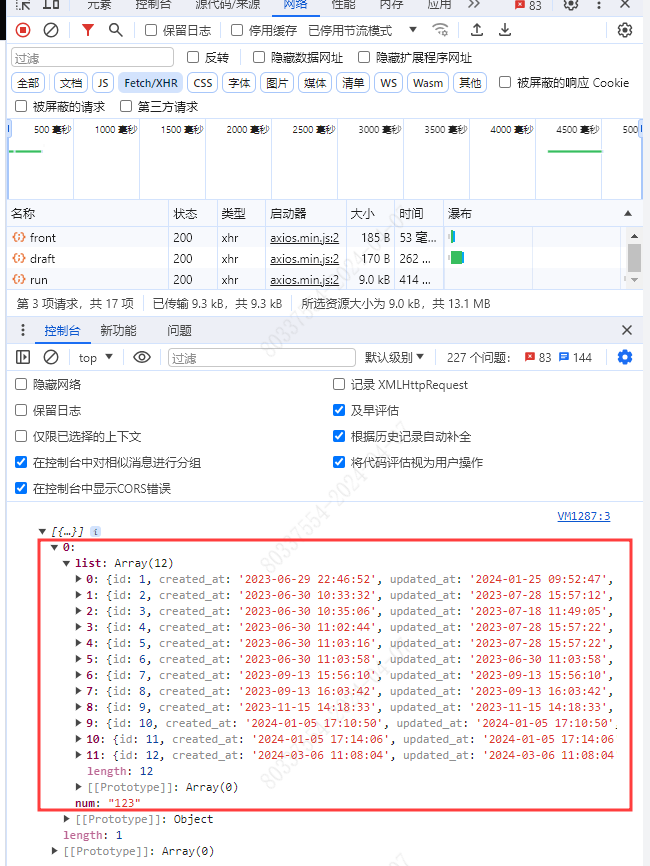 元素 控制台 源代码/来源 网络 性能 内存 应用 83
保留日志 停用缓存 已停用节流模式
过滤 反转 隐藏数据网址 隐藏扩展程序网址
全部 文档 JS Fetch/XHR CSS 字体 图片 媒体 清单 WS Wasm 其他 被屏蔽的响应 Cookie
被屏蔽的请求 第三方请求
500 毫秒 1000 毫秒 1500 毫秒 2000 毫秒 2500 毫秒 3000 毫秒 3500 毫秒 4000 毫秒 4500 毫秒 500
名称 状态 类型 启动器 大小 时间 瀑布
front 200 xhr axios.min.js:2 185 B 53 毫...
draft 200 xhr axios.min.js:2 170 B 262 ...
run 200 xhr axios.min.js:2 9.0 kB 414 ...
第 3 项请求，共 17 项 已传输 9.3 kB，共 9.3 kB 所选资源大小为 9.0 kB，共 13.1 MB
控制台 新功能 问题
top 过滤 默认级别 227 个问题: 83 144
隐藏网络 记录 XMLHttpRequest
保留日志 及早评估
仅限已选择的上下文 根据历史记录自动补全
在控制台中对相似消息进行分组 将代码评估视为用户操作
在控制台中显示CORS错误
VM1287:3
[{…}] i
0:
list: Array(12)
0: {id: 1, created_at: '2023-06-29 22:46:52', updated_at: '2024-01-25 09:52:47',
1: {id: 2, created_at: '2023-06-30 10:33:32', updated_at: '2023-07-28 15:57:12',
2: {id: 3, created_at: '2023-06-30 10:35:06', updated_at: '2023-07-18 11:49:05',
3: {id: 4, created_at: '2023-06-30 11:02:44', updated_at: '2023-07-28 15:57:22',
4: {id: 5, created_at: '2023-06-30 11:03:16', updated_at: '2023-07-28 15:57:22',
5: {id: 6, created_at: '2023-06-30 11:03:58', updated_at: '2023-06-30 11:03:58',
6: {id: 7, created_at: '2023-09-13 15:56:10', updated_at: '2023-09-13 15:56:10',
7: {id: 8, created_at: '2023-09-13 16:03:42', updated_at: '2023-09-13 16:03:42',
8: {id: 9, created_at: '2023-11-15 14:18:33', updated_at: '2023-11-15 14:18:33',
9: {id: 10, created_at: '2024-01-05 17:10:50', updated_at: '2024-01-05 17:10:50',
10: {id: 11, created_at: '2024-01-05 17:14:06', updated_at: '2024-01-05 17:14:06
11: {id: 12, created_at: '2024-03-06 11:08:04', updated_at: '2024-03-06 11:08:04
length: 12
[[Prototype]]: Array(0)
num: "123"
[[Prototype]]: Object
length: 1
[[Prototype]]: Array(0)